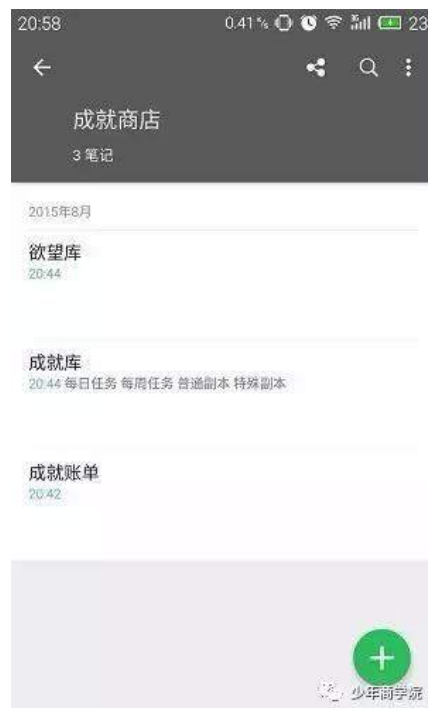 20:58 0.41 ᴷ/s 3G 23
成就商店
3 笔记
2015年8月
欲望库
20:44
成就库
20:44 每日任务 每周任务 普通副本 特殊副本
成就账单
20:42
少年商学院